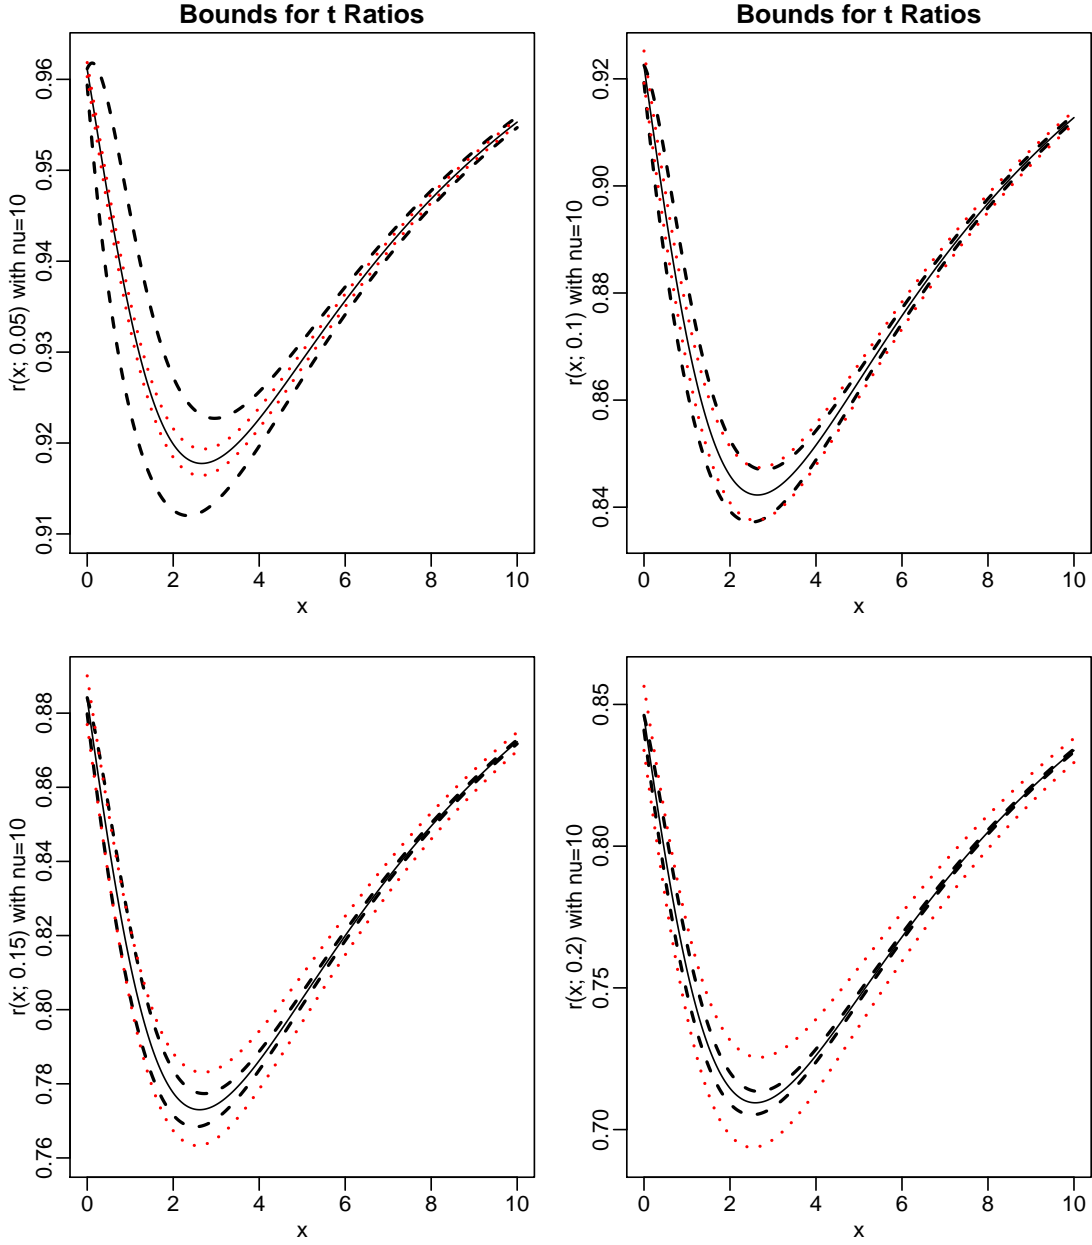 Bounds for t Ratios
r(x; 0.05) with nu=10
0.96
0.95
0.94
0.93
0.92
0.91
0 2 4 6 8 10
x
Bounds for t Ratios
r(x; 0.1) with nu=10
0.92
0.90
0.88
0.86
0.84
0 2 4 6 8 10
x
r(x; 0.15) with nu=10
0.88
0.86
0.84
0.82
0.80
0.78
0.76
0 2 4 6 8 10
x
r(x; 0.2) with nu=10
0.85
0.80
0.75
0.70
0 2 4 6 8 10
x